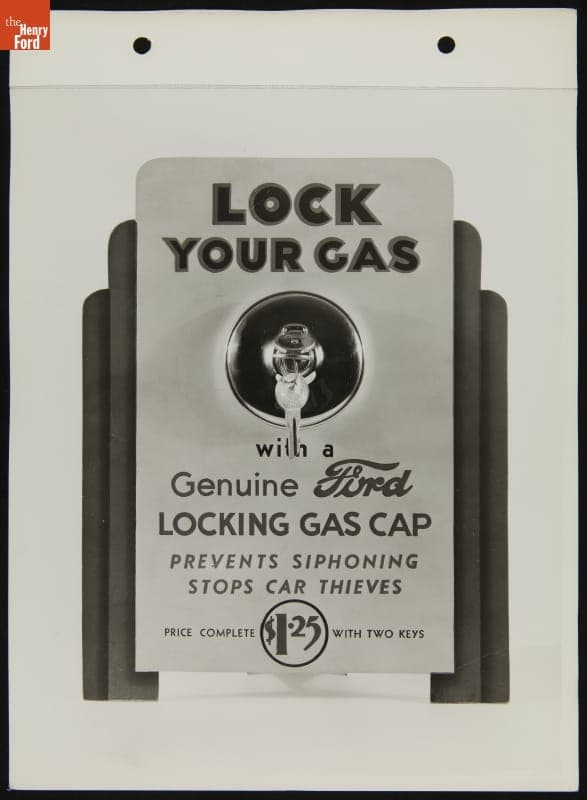 the
Henry
Ford
LOCK
YOUR GAS
with a
Genuine Ford
LOCKING GAS CAP
PREVENTS SIPHONING
STOPS CAR THIEVES
PRICE COMPLETE $1.25 WITH TWO KEYS